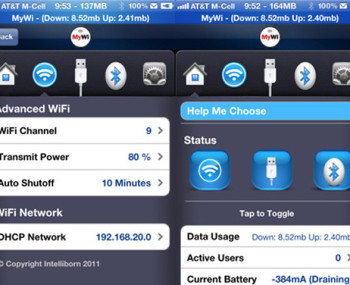 AT&T M-Cell 9:53 - 137MB 100%
MyWi - (Down: 8.52mb Up: 2.41mb)
Back
MyWi
Advanced WiFi
WiFi Channel 9
Transmit Power 80 %
Auto Shutoff 10 Minutes
WiFi Network
DHCP Network 192.168.20.0
© Copyright Intelliborn 2011
AT&T M-Cell 9:52 - 164MB 100%
MyWi - (Down: 8.52mb Up: 2.40mb)
MyWi
Help Me Choose
Status
Tap to Toggle
Data Usage Down: 8.52mb Up: 2.40mb
Active Users 0
Current Battery -384mA (Draining